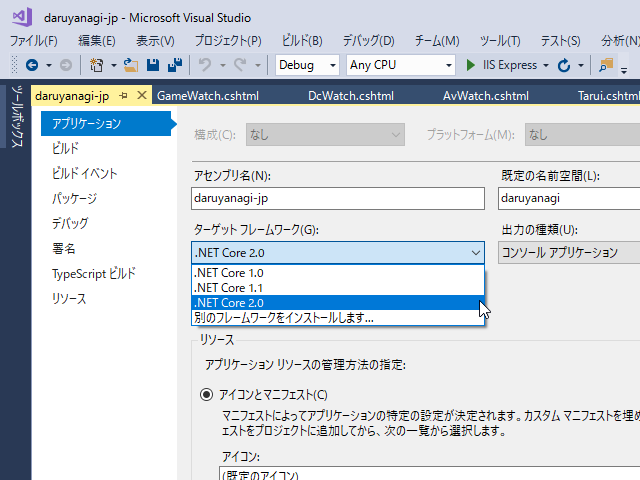 daruyanagi-jp - Microsoft Visual Studio
ファイル(F) 編集(E) 表示(V) プロジェクト(P) ビルド(B) デバッグ(D) チーム(M) ツール(T) テスト(S) 分析(N)
Debug Any CPU IIS Express
ツールボックス
daruyanagi-jp GameWatch.cshtml DcWatch.cshtml AvWatch.cshtml Tarui.cshtm
アプリケーション
ビルド
ビルド イベント
パッケージ
デバッグ
署名
TypeScript ビルド
リソース
構成(C): なし プラットフォーム(M): なし
アセンブリ名(N): 既定の名前空間(L):
daruyanagi-jp daruyanagi
ターゲット フレームワーク(G): 出力の種類(U):
.NET Core 2.0 コンソール アプリケーション
.NET Core 1.0
.NET Core 1.1
.NET Core 2.0
別のフレームワークをインストールします...
リソース
アプリケーション リソースの管理方法の指定:
アイコンとマニフェスト(C)
マニフェストによってアプリケーションの特定の設定が決定されます。カスタム マニフェストを埋め
ェストをプロジェクトに追加してから、次の一覧から選択します。
アイコン:
(既定のアイコン)